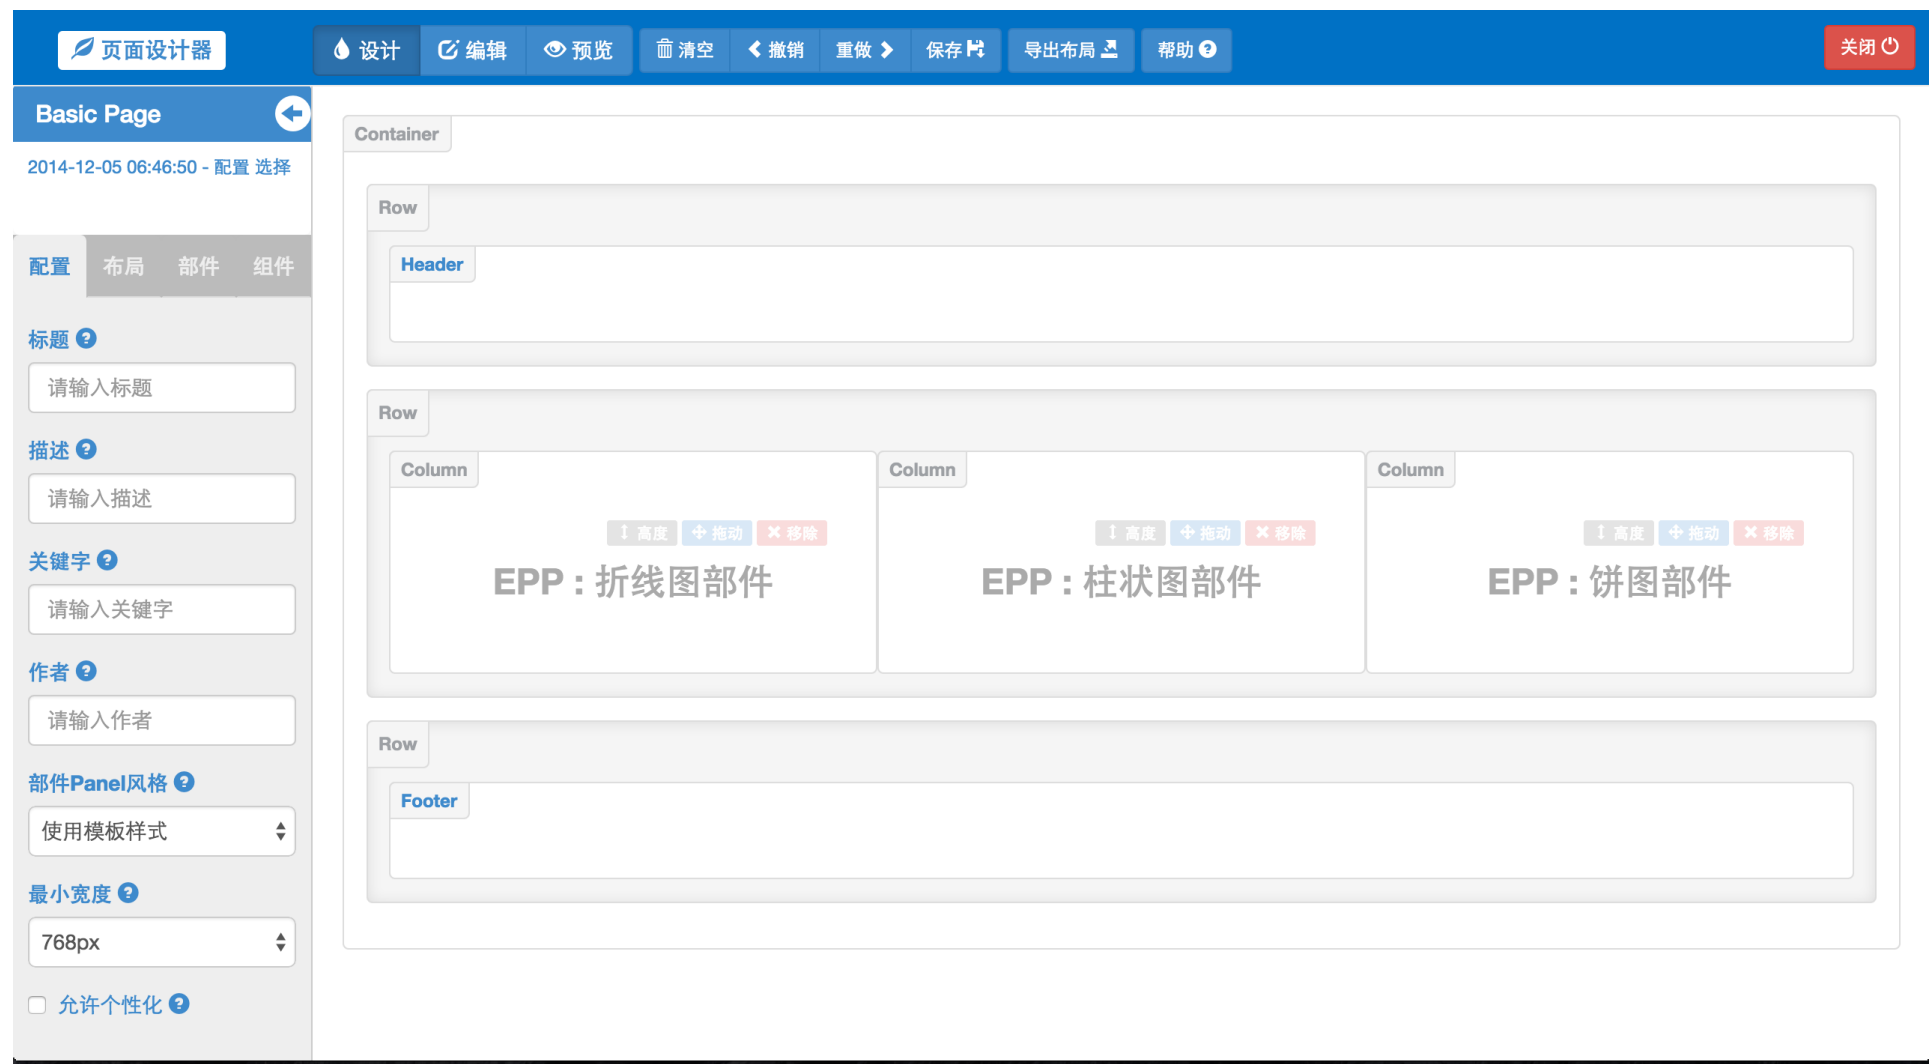 页面设计器
设计 编辑 预览 清空 撤销 重做 保存 导出布局 帮助 关闭
Basic Page
2014-12-05 06:46:50 - 配置 选择
配置 布局 部件 组件
标题
请输入标题
描述
请输入描述
关键字
请输入关键字
作者
请输入作者
部件Panel风格
使用模板样式
最小宽度
768px
允许个性化
Container
Row
Header
Row
Column
高度 拖动 移除
EPP : 折线图部件
Column
高度 拖动 移除
EPP : 柱状图部件
Column
高度 拖动 移除
EPP : 饼图部件
Row
Footer